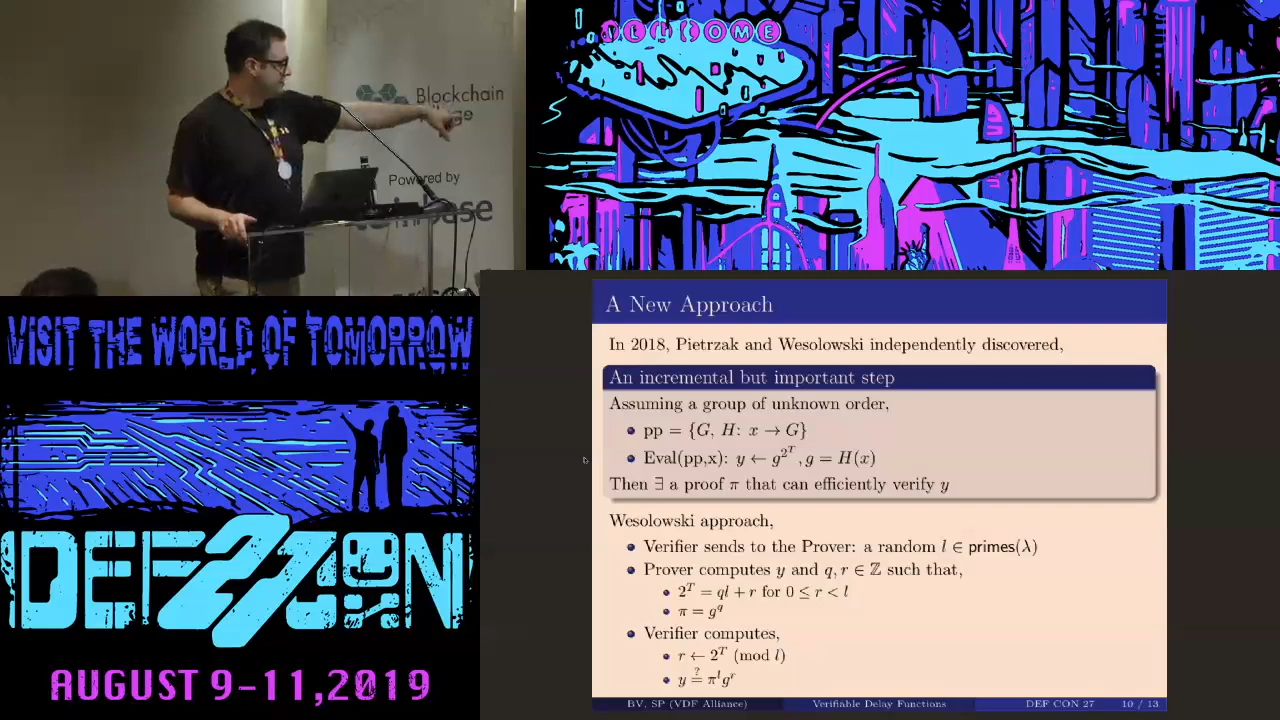 Blockchain
Powered by
WELCOME
VISIT THE WORLD OF TOMORROW
DEF CON
27
AUGUST 9-11,2019
A New Approach
In 2018, Pietrzak and Wesolowski independently discovered,
An incremental but important step
Assuming a group of unknown order,
pp = {G, H: x → G}
Eval(pp,x): y ← g^{2^T}, g = H(x)
Then ∃ a proof π that can efficiently verify y
Wesolowski approach,
Verifier sends to the Prover: a random l ∈ primes(λ)
Prover computes y and q, r ∈ ℤ such that,
2^T = ql + r for 0 ≤ r < l
π = g^q
Verifier computes,
r ← 2^T (mod l)
y ≟ π^l g^r
BV, SP (VDF Alliance) Verifiable Delay Functions DEF CON 27 10 / 13